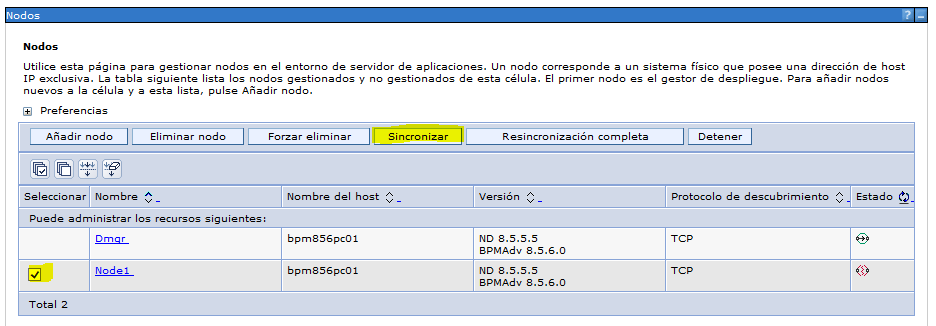 Nodos
Nodos
Utilice esta página para gestionar nodos en el entorno de servidor de aplicaciones. Un nodo corresponde a un sistema físico que posee una dirección de host
IP exclusiva. La tabla siguiente lista los nodos gestionados y no gestionados de esta célula. El primer nodo es el gestor de despliegue. Para añadir nodos
nuevos a la célula y a esta lista, pulse Añadir nodo.
Preferencias
Añadir nodo Eliminar nodo Forzar eliminar Sincronizar Resincronización completa Detener
Seleccionar Nombre Nombre del host Versión Protocolo de descubrimiento Estado
Puede administrar los recursos siguientes:
Dmgr bpm856pc01 ND 8.5.5.5 TCP
BPMAdv 8.5.6.0
Node1 bpm856pc01 ND 8.5.5.5 TCP
BPMAdv 8.5.6.0
Total 2